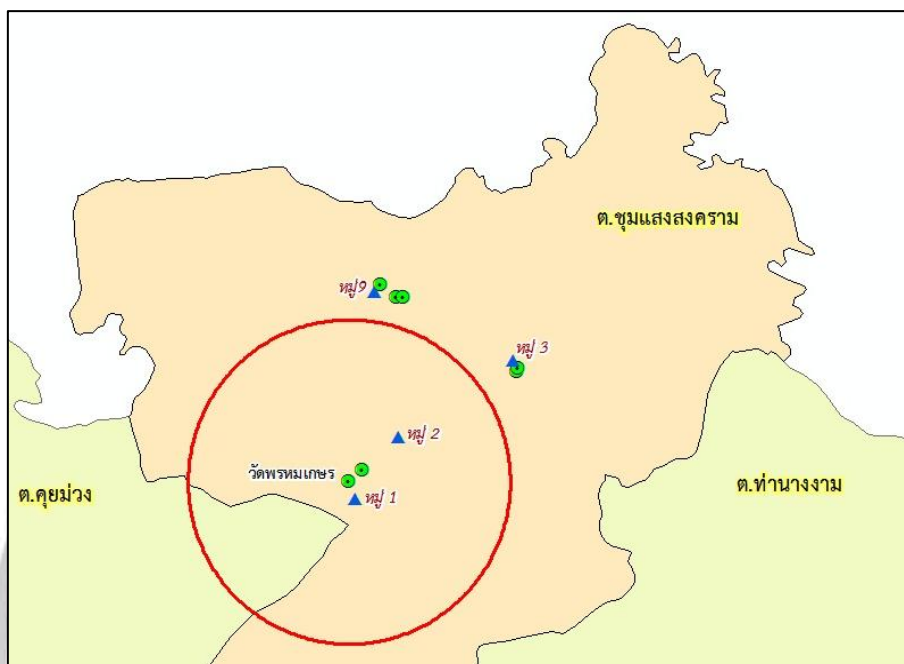 ต.ชุมแสงสงคราม
หมู่9
หมู่ 3
หมู่ 2
วัดพรหมเกษร
ต.คุยม่วง
ต.ท่านางงาม
หมู่ 1